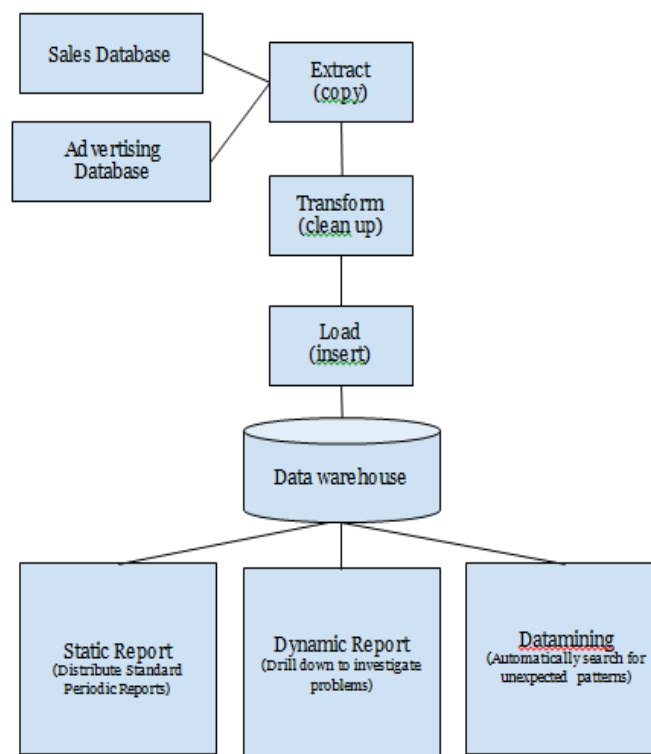 Sales Database
Extract
(copy)
Advertising
Database
Transform
(clean up)
Load
(insert)
Data warehouse
Static Report
(Distribute Standard
Periodic Reports)
Dynamic Report
(Drill down to investigate
problems)
Datamining
(Automatically search for
unexpected patterns)